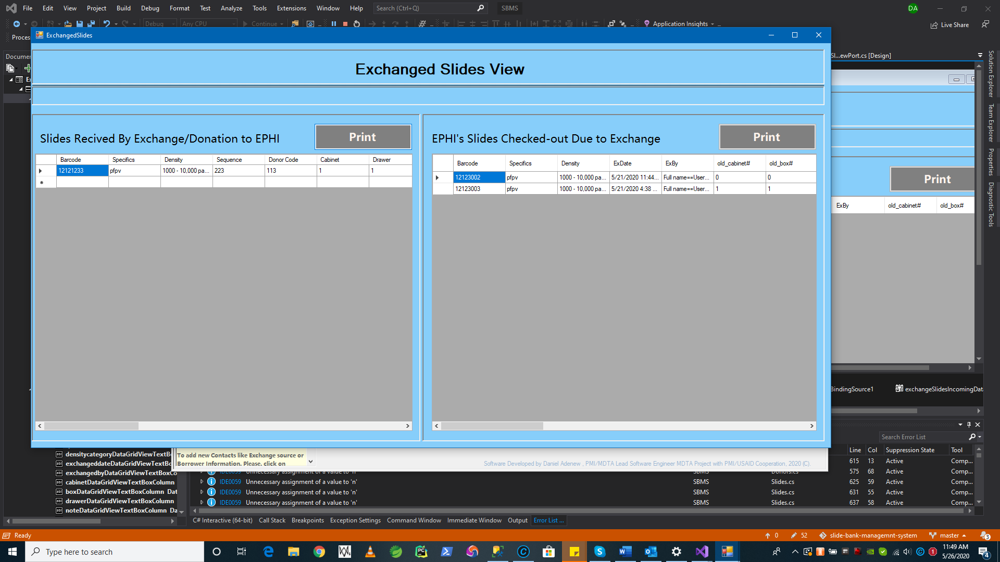 File Edit View Project Build Debug Format Test Analyze Tools Extensions Window Help Search (Ctrl+Q) SBMS DA
Debug Any CPU Continue Application Insights Live Share
Proces
ExchangedSlides
Documen
Sl...ewPort.cs [Design]
Exchanged Slides View
Slides Recived By Exchange/Donation to EPHI
Print
Barcode Specifics Density Sequence Donor Code Cabinet Drawer
12121233 pfpv 1000 - 10,000 pa... 223 113 1 1
EPHI's Slides Checked-out Due to Exchange
Print
Barcode Specifics Density ExDate ExBy old_cabinet# old_box#
12123002 pfpv 1000 - 10,000 pa... 5/21/2020 11:44... Full name==User... 0 0
12123003 pfpv 1000 - 10,000 pa... 5/21/2020 4:38 ... Full name==User... 1 1
Print
ExBy old_cabinet# old_box#
Solution Explorer
Team Explorer
Properties
Diagnostic Tools
BindingSource1 exchangeSlidesIncomingData
Search Error List
Line Col Suppression State Tool
615 13 Active Comp...
densitycategoryDataGridViewTextBo
exchangeddateDataGridViewTextBo
exchangedbyDataGridViewTextBoxCo
cabinetDataGridViewTextBoxColumn
boxDataGridViewTextBoxColumn Dat
drawerDataGridViewTextBoxColumn
noteDataGridViewTextBoxColumn Da
To add new Contacts like Exchange source or
Borrower Information. Please. click on
Software Developed by Daniel Adenew , PMI/MDTA Lead Software Engineer MDTA Project with PMI/USAID Cooperation, 2020 (C).
IDE0059 Unnecessary assignment of a value to 'n' SBMS Donors.cs 575 68 Active Comp...
IDE0059 Unnecessary assignment of a value to 'n' SBMS Slides.cs 625 59 Active Comp...
IDE0059 Unnecessary assignment of a value to 'n' SBMS Slides.cs 631 55 Active Comp...
IDE0059 Unnecessary assignment of a value to 'n' SBMS Slides.cs 637 58 Active Comp...
C# Interactive (64-bit) Call Stack Breakpoints Exception Settings Command Window Immediate Window Output Error List ...
Ready 0 52 slide-bank-managemnt-system master 3
Type here to search
11:49 AM
5/26/2020
4